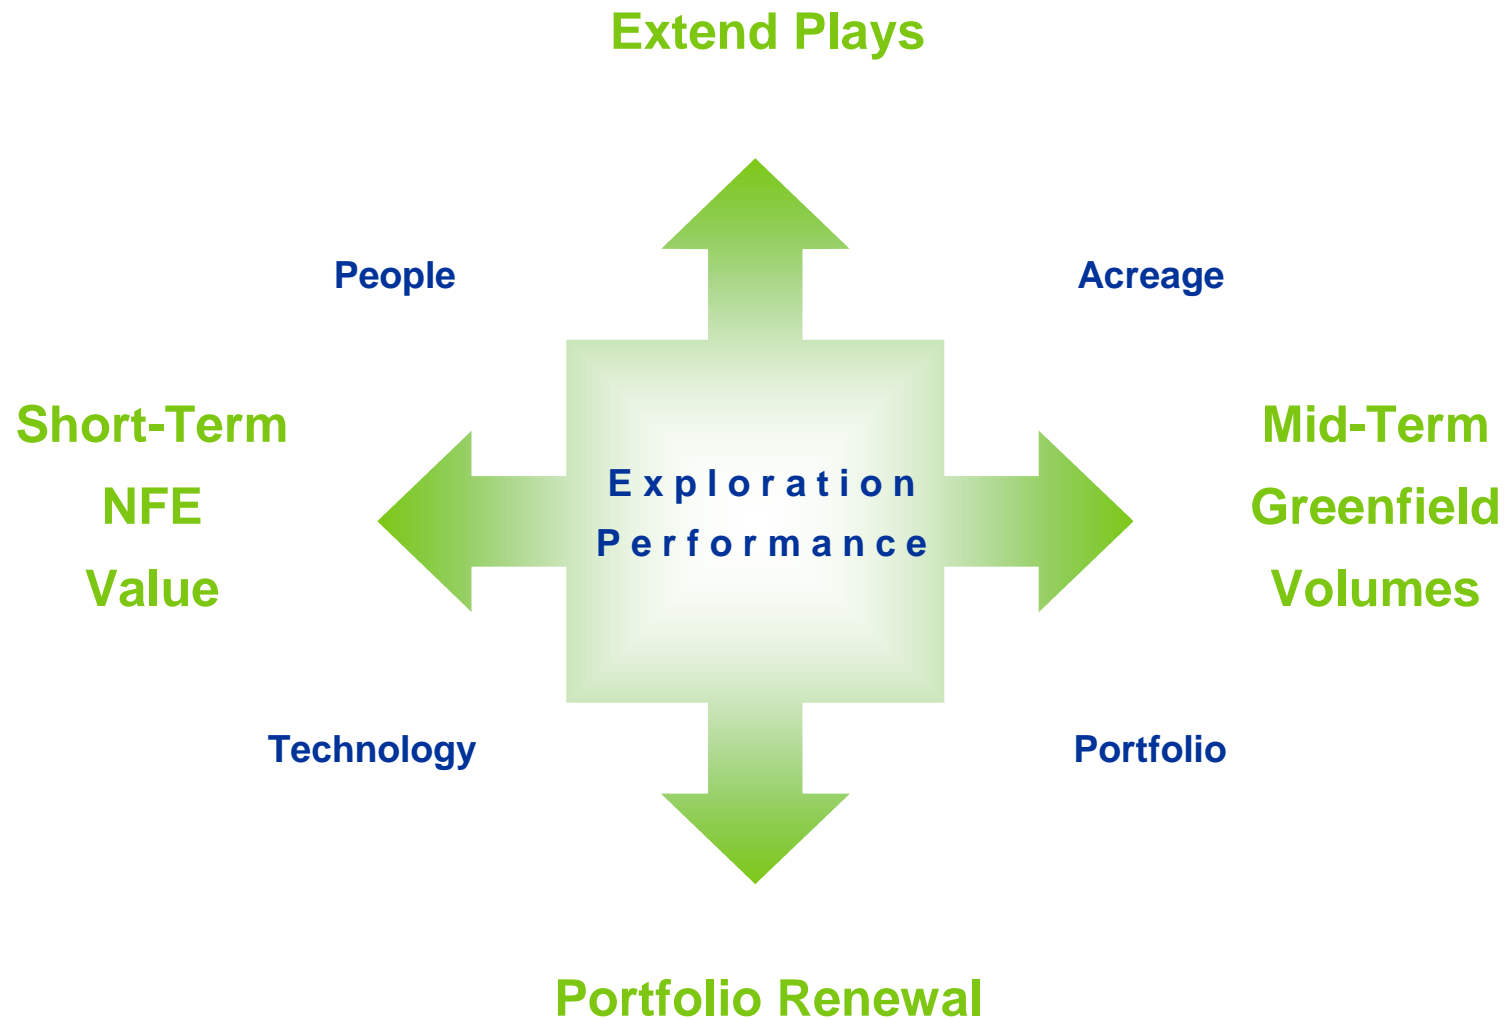 Extend Plays
People
Acreage
Short-Term
NFE
Value
Exploration
Performance
Mid-Term
Greenfield
Volumes
Technology
Portfolio
Portfolio Renewal